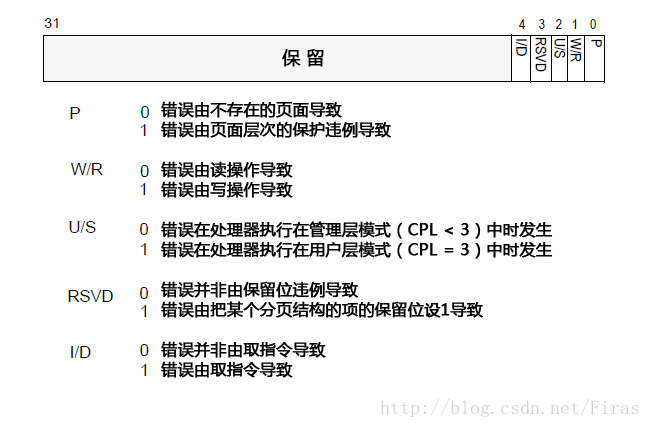 31 4 3 2 1 0
保 留 I/D RSVD U/S W/R P
P 0 错误由不存在的页面导致
1 错误由页面层次的保护违例导致
W/R 0 错误由读操作导致
1 错误由写操作导致
U/S 0 错误在处理器执行在管理层模式（CPL < 3）中时发生
1 错误在处理器执行在用户层模式（CPL = 3）中时发生
RSVD 0 错误并非由保留位违例导致
1 错误由把某个分页结构的项的保留位设1导致
I/D 0 错误并非由取指令导致
1 错误由取指令导致
http://blog.csdn.net/Firas